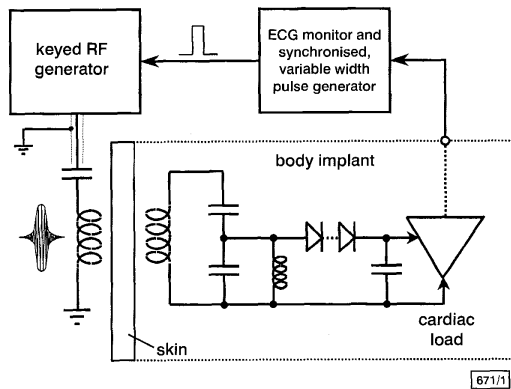 keyed RF
generator
ECG monitor and
synchronised,
variable width
pulse generator
body implant
cardiac
load
skin
671/1